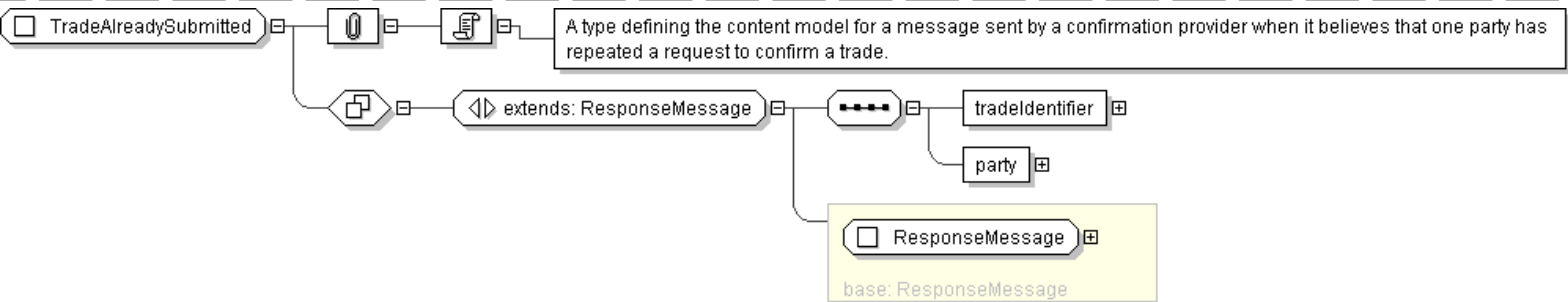 TradeAlreadySubmitted
A type defining the content model for a message sent by a confirmation provider when it believes that one party has
repeated a request to confirm a trade.
extends: ResponseMessage
tradeIdentifier
party
ResponseMessage
base: ResponseMessage